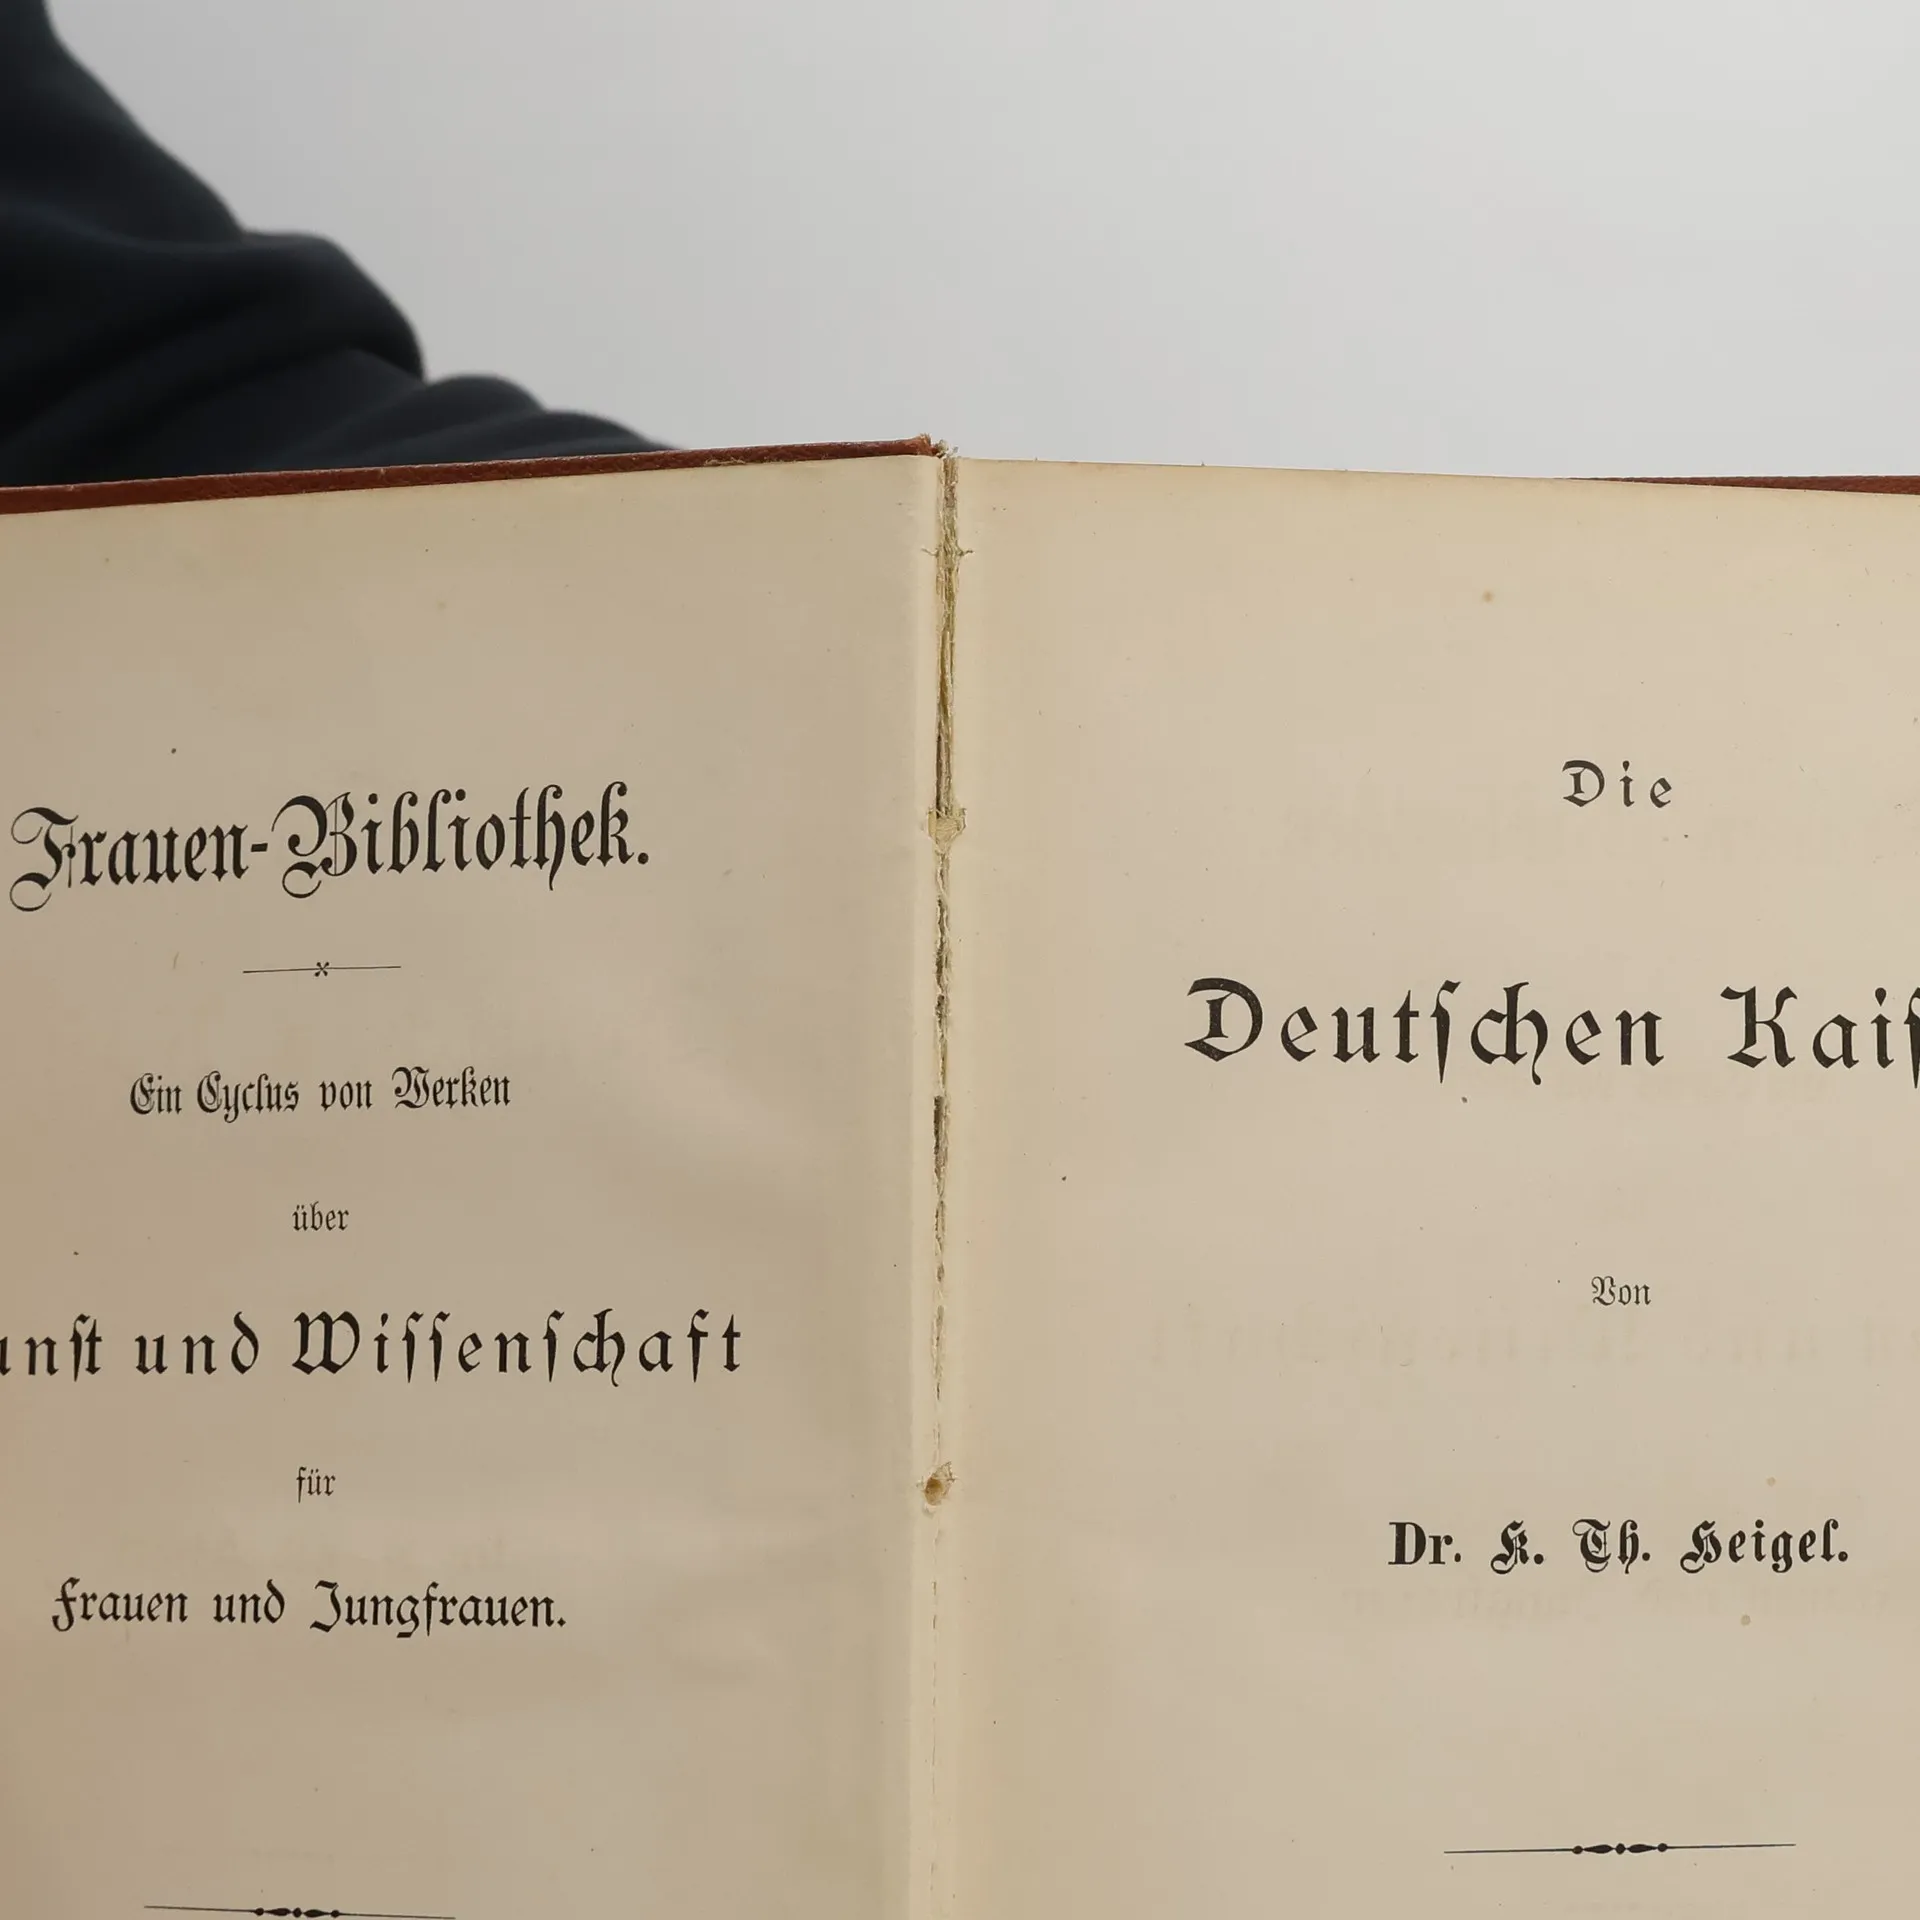 Frauen-Bibliothek.
Ein Cyclus von Werken
über
unſt und Wiſſenſchaft
für
Frauen und Jungfrauen.
Die
Deutſchen Kaiſ
Von
Dr. K. Th. Heigel.